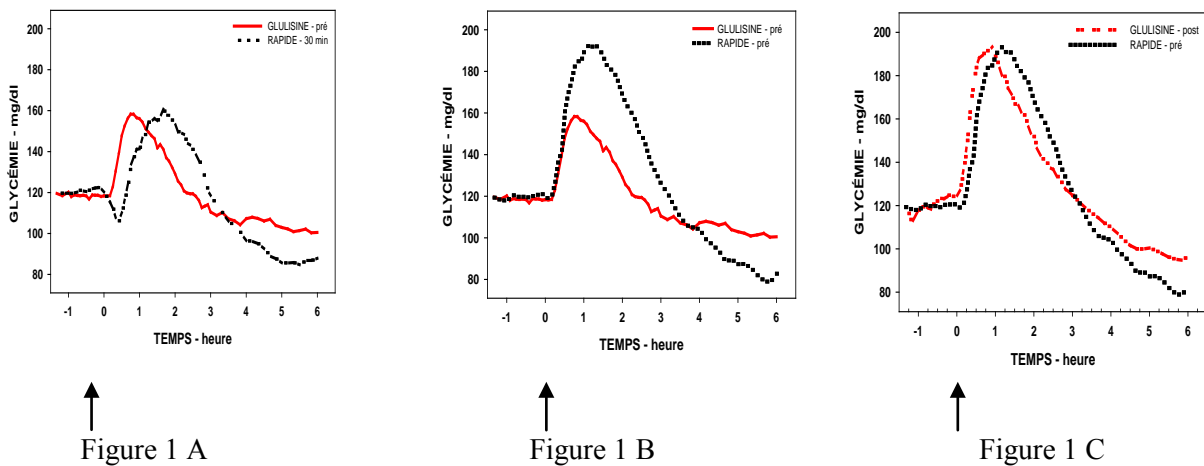 GLULISINE - pré
RAPIDE - 30 min
GLYCÉMIE - mg/dl
200
180
160
140
120
100
80
-1 0 1 2 3 4 5 6
TEMPS - heure
Figure 1 A
GLULISINE - pré
RAPIDE - pré
GLYCÉMIE - mg/dl
200
180
160
140
120
100
80
-1 0 1 2 3 4 5 6
TEMPS - heure
Figure 1 B
GLULISINE - post
RAPIDE - pré
GLYCÉMIE - mg/dl
200
180
160
140
120
100
80
-1 0 1 2 3 4 5 6
TEMPS - heure
Figure 1 C